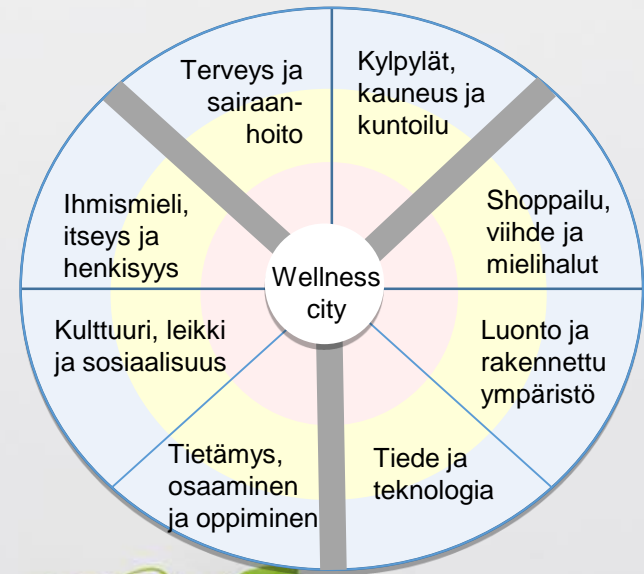 Terveys ja
sairaan-
hoito
Kylpylät,
kauneus ja
kuntoilu
Ihmismieli,
itseys ja
henkisyys
Shoppailu,
viihde ja
mielihalut
Wellness
city
Kulttuuri, leikki
ja sosiaalisuus
Luonto ja
rakennettu
ympäristö
Tietämys,
osaaminen
ja oppiminen
Tiede ja
teknologia